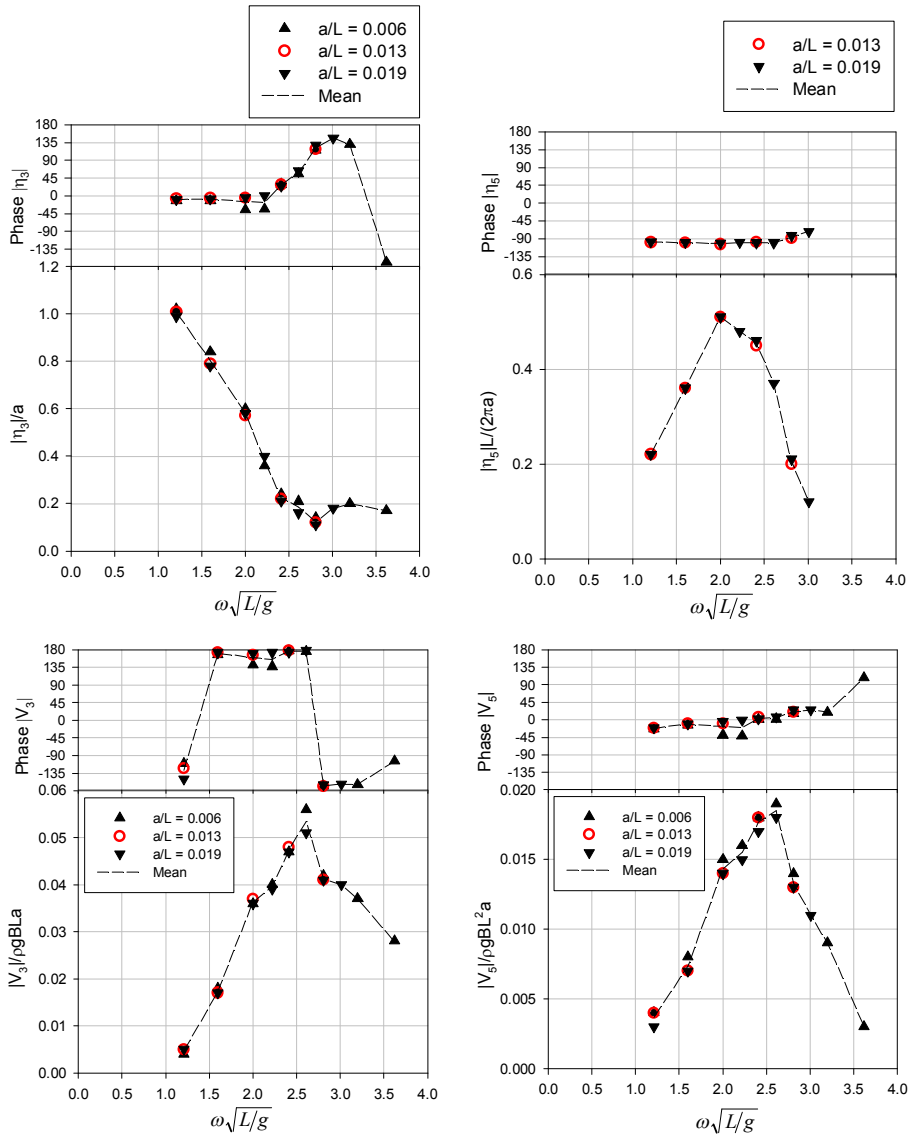 a/L = 0.006
a/L = 0.013
a/L = 0.019
Mean
180
135
90
45
0
-45
-90
-135
1.2
Phase |η3|
1.0
0.8
0.6
0.4
0.2
0.0
|η3|/a
0.0 0.5 1.0 1.5 2.0 2.5 3.0 3.5 4.0
ω√L/g
a/L = 0.013
a/L = 0.019
Mean
180
135
90
45
0
-45
-90
-135
0.6
Phase |η5|
0.4
0.2
0.0
|η5|L/(2πa)
0.0 0.5 1.0 1.5 2.0 2.5 3.0 3.5 4.0
ω√L/g
180
135
90
45
0
-45
-90
-135
0.06
Phase |V3|
a/L = 0.006
a/L = 0.013
a/L = 0.019
Mean
0.05
0.04
0.03
0.02
0.01
0.00
|V3|/ρgBLa
0.0 0.5 1.0 1.5 2.0 2.5 3.0 3.5 4.0
ω√L/g
180
135
90
45
0
-45
-90
-135
0.020
Phase |V5|
a/L = 0.006
a/L = 0.013
a/L = 0.019
Mean
0.015
0.010
0.005
0.000
|V5|/ρgBL²a
0.0 0.5 1.0 1.5 2.0 2.5 3.0 3.5 4.0
ω√L/g